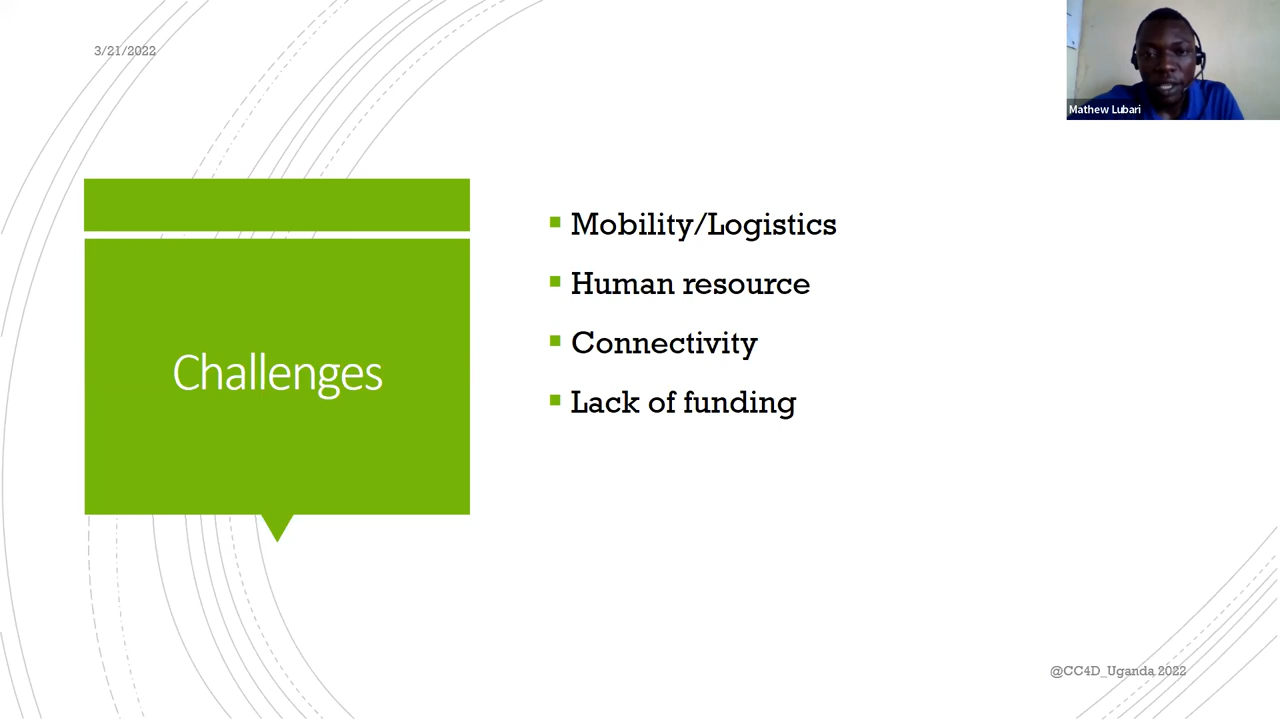 3/21/2022
Mathew Lubari
Challenges
Mobility/Logistics
Human resource
Connectivity
Lack of funding
@CC4D_Uganda 2022